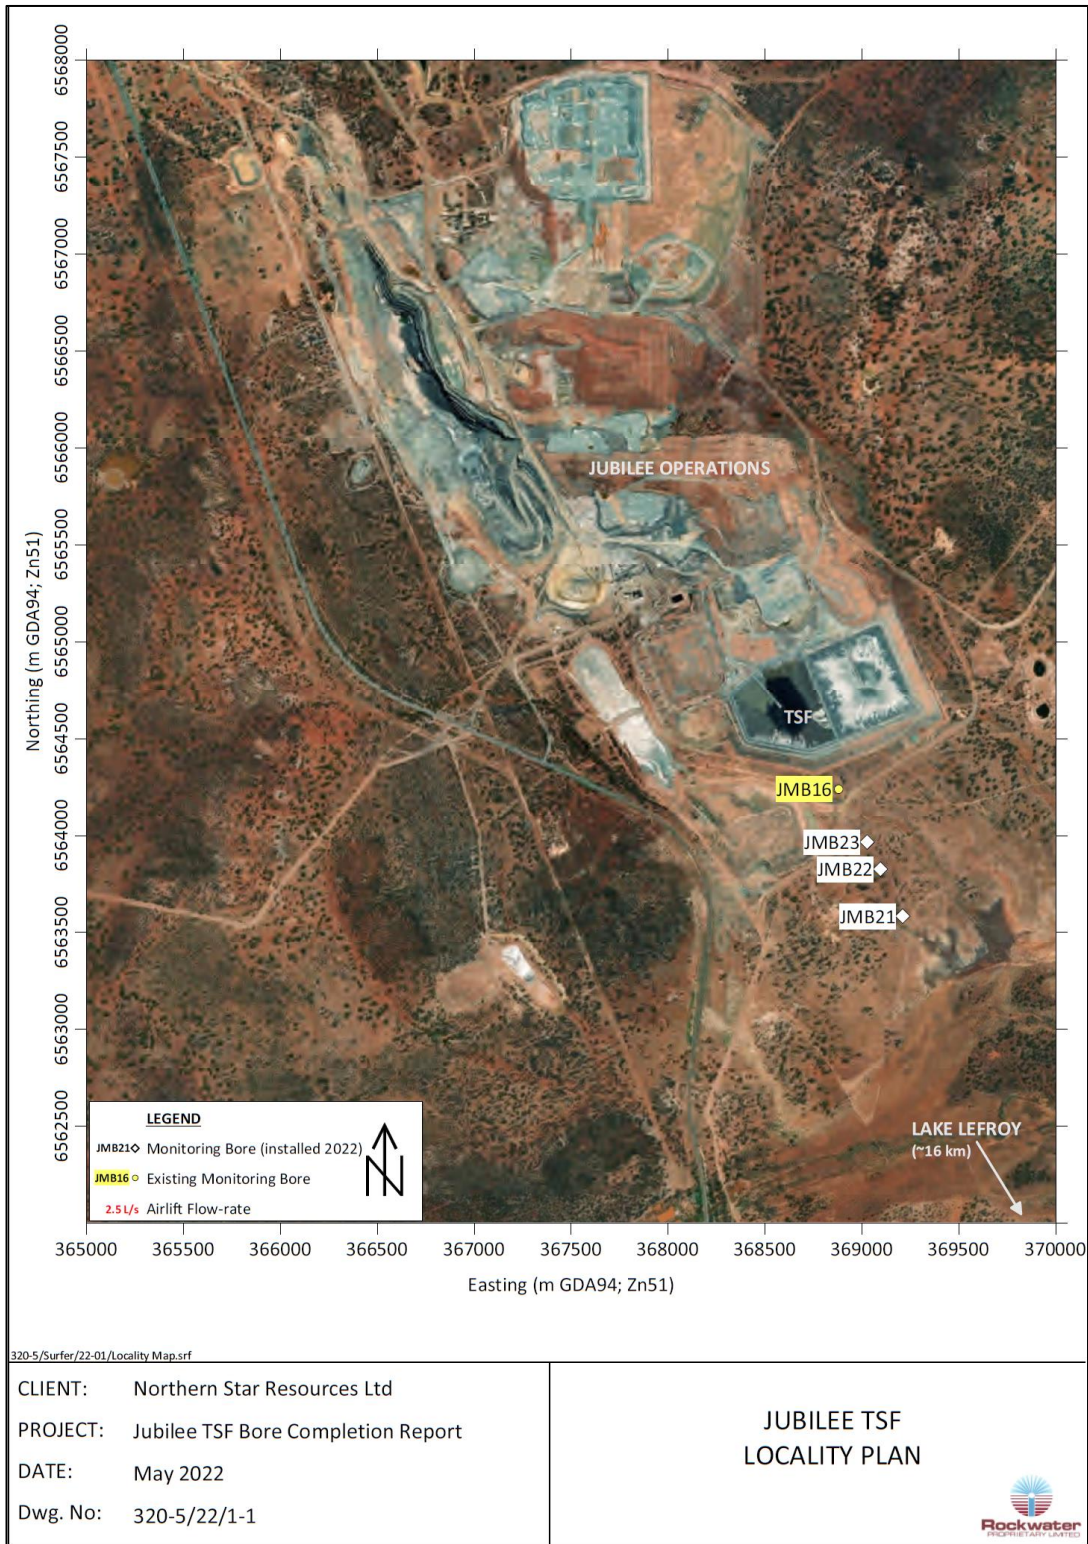 6568000
6567500
6567000
6566500
6566000
6565500
6565000
6564500
6564000
6563500
6563000
6562500
Northing (m GDA94; Zn51)
JUBILEE OPERATIONS
TSF
JMB16
JMB23
JMB22
JMB21
LAKE LEFROY
(~16 km)
LEGEND
JMB21 Monitoring Bore (installed 2022)
JMB16 Existing Monitoring Bore
2.5 L/s Airlift Flow-rate
N
365000 365500 366000 366500 367000 367500 368000 368500 369000 369500 370000
Easting (m GDA94; Zn51)
320-5/Surfer/22-01/Locality Map.srf
CLIENT: Northern Star Resources Ltd
PROJECT: Jubilee TSF Bore Completion Report
DATE: May 2022
Dwg. No: 320-5/22/1-1
JUBILEE TSF
LOCALITY PLAN
Rockwater
PROPRIETARY LIMITED